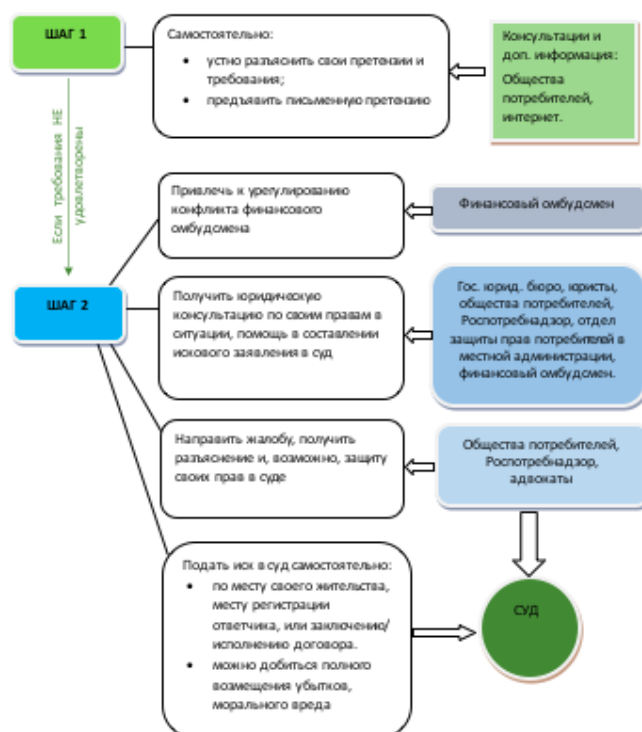 ШАГ 1
Самостоятельно:
• устно разъяснить свои претензии и
требования;
• предъявить письменную претензию
Консультации и
доп. информация:
Общества
потребителей,
интернет.
Если требования НЕ
удовлетворены
Привлечь к урегулированию
конфликта финансового
омбудсмена
Финансовый омбудсмен
ШАГ 2
Получить юридическую
консультацию по своим правам в
ситуации, помощь в составлении
искового заявления в суд
Гос. юрид. бюро, юристы,
общества потребителей,
Роспотребнадзор, отдел
защиты прав потребителей в
местной администрации,
финансовый омбудсмен.
Направить жалобу, получить
разъяснение и, возможно, защиту
своих прав в суде
Общества потребителей,
Роспотребнадзор,
адвокаты
Подать иск в суд самостоятельно:
• по месту своего жительства,
месту регистрации
ответчика, или заключению/
исполнению договора.
• можно добиться полного
возмещения убытков,
морального вреда
СУД